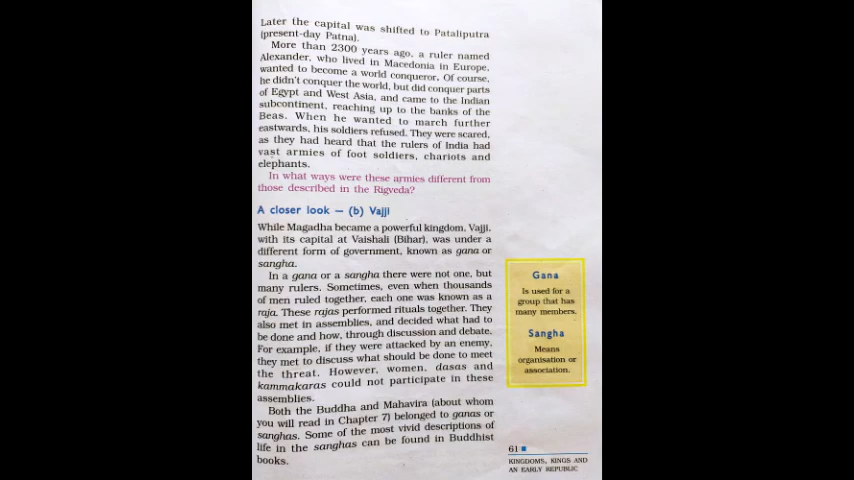 Later the capital was shifted to Pataliputra
(present-day Patna).
More than 2300 years ago, a ruler named
Alexander, who lived in Macedonia in Europe,
wanted to become a world conqueror. Of course,
he didn't conquer the world, but did conquer parts
of Egypt and West Asia, and came to the Indian
subcontinent, reaching up to the banks of the
Beas. When he wanted to march further
eastwards, his soldiers refused. They were scared,
as they had heard that the rulers of India had
vast armies of foot soldiers, chariots and
elephants.
In what ways were these armies different from
those described in the Rigveda?
A closer look — (b) Vajji
While Magadha became a powerful kingdom, Vajji,
with its capital at Vaishali (Bihar), was under a
different form of government, known as gana or
sangha.
In a gana or a sangha there were not one, but
many rulers. Sometimes, even when thousands
of men ruled together, each one was known as a
raja. These rajas performed rituals together. They
also met in assemblies, and decided what had to
be done and how, through discussion and debate.
For example, if they were attacked by an enemy,
they met to discuss what should be done to meet
the threat. However, women, dasas and
kammakaras could not participate in these
assemblies.
Both the Buddha and Mahavira (about whom
you will read in Chapter 7) belonged to ganas or
sanghas. Some of the most vivid descriptions of
life in the sanghas can be found in Buddhist
books.
Gana
Is used for a
group that has
many members.
Sangha
Means
organisation or
association.
61
KINGDOMS, KINGS AND
AN EARLY REPUBLIC